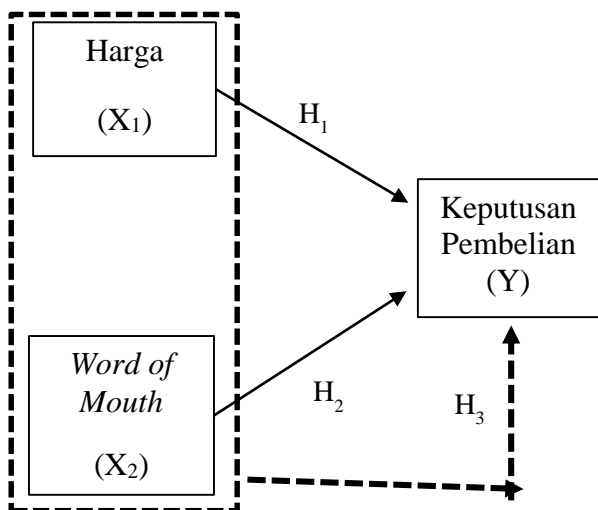 Harga
(X₁)
H₁
Keputusan
Pembelian
(Y)
Word of
Mouth
(X₂)
H₂
H₃